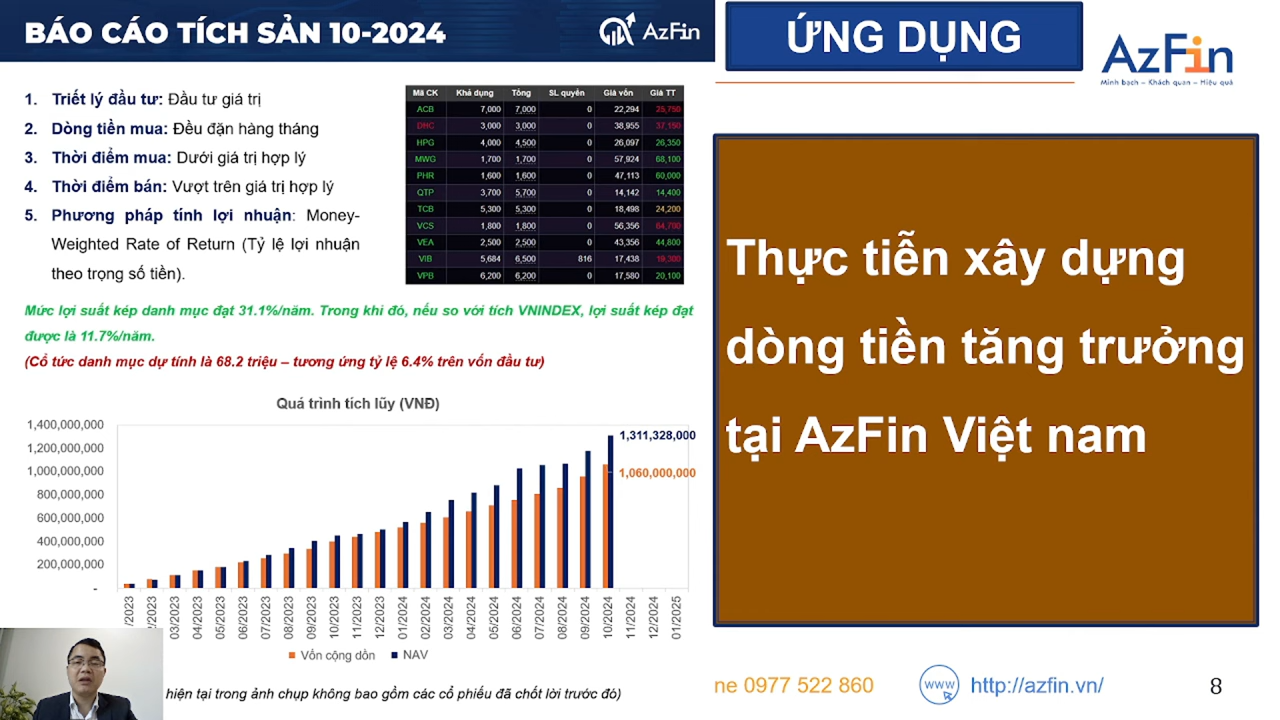 BÁO CÁO TÍCH SẢN 10-2024
AzFin
1. Triết lý đầu tư: Đầu tư giá trị
2. Dòng tiền mua: Đều đặn hàng tháng
3. Thời điểm mua: Dưới giá trị hợp lý
4. Thời điểm bán: Vượt trên giá trị hợp lý
5. Phương pháp tính lợi nhuận: Money-
Weighted Rate of Return (Tỷ lệ lợi nhuận
theo trọng số tiền).
Mã CK Khả dụng Tổng SL quyền Giá vốn Giá TT
ACB 7,000 7,000 0 22,294 25,750
DHC 3,000 3,000 0 38,955 37,150
HPG 4,000 4,500 0 26,097 26,350
MWG 1,700 1,700 0 57,924 68,100
PHR 1,600 1,600 0 47,113 60,000
QTP 3,700 5,700 0 14,142 14,400
TCB 5,300 5,300 0 18,498 24,200
VCS 1,800 1,800 0 56,356 64,700
VEA 2,500 2,500 0 43,356 44,800
VIB 5,684 6,500 816 17,438 19,300
VPB 6,200 6,200 0 17,580 20,100
Mức lợi suất kép danh mục đạt 31.1%/năm. Trong khi đó, nếu so với tích VNINDEX, lợi suất kép đạt
được là 11.7%/năm.
(Cổ tức danh mục dự tính là 68.2 triệu – tương ứng tỷ lệ 6.4% trên vốn đầu tư)
Quá trình tích lũy (VNĐ)
1,400,000,000
1,200,000,000
1,000,000,000
800,000,000
600,000,000
400,000,000
200,000,000
-
1,311,328,000
1,060,000,000
/2023 /2023 03/2023 04/2023 05/2023 06/2023 07/2023 08/2023 09/2023 10/2023 11/2023 12/2023 01/2024 02/2024 03/2024 04/2024 05/2024 06/2024 07/2024 08/2024 09/2024 10/2024 11/2024 12/2024 01/2025
Vốn cộng dồn NAV
hiện tại trong ảnh chụp không bao gồm các cổ phiếu đã chốt lời trước đó)
ỨNG DỤNG
AzFin
Minh bạch – Khách quan – Hiệu quả
Thực tiễn xây dựng
dòng tiền tăng trưởng
tại AzFin Việt nam
ne 0977 522 860
www
http://azfin.vn/
8